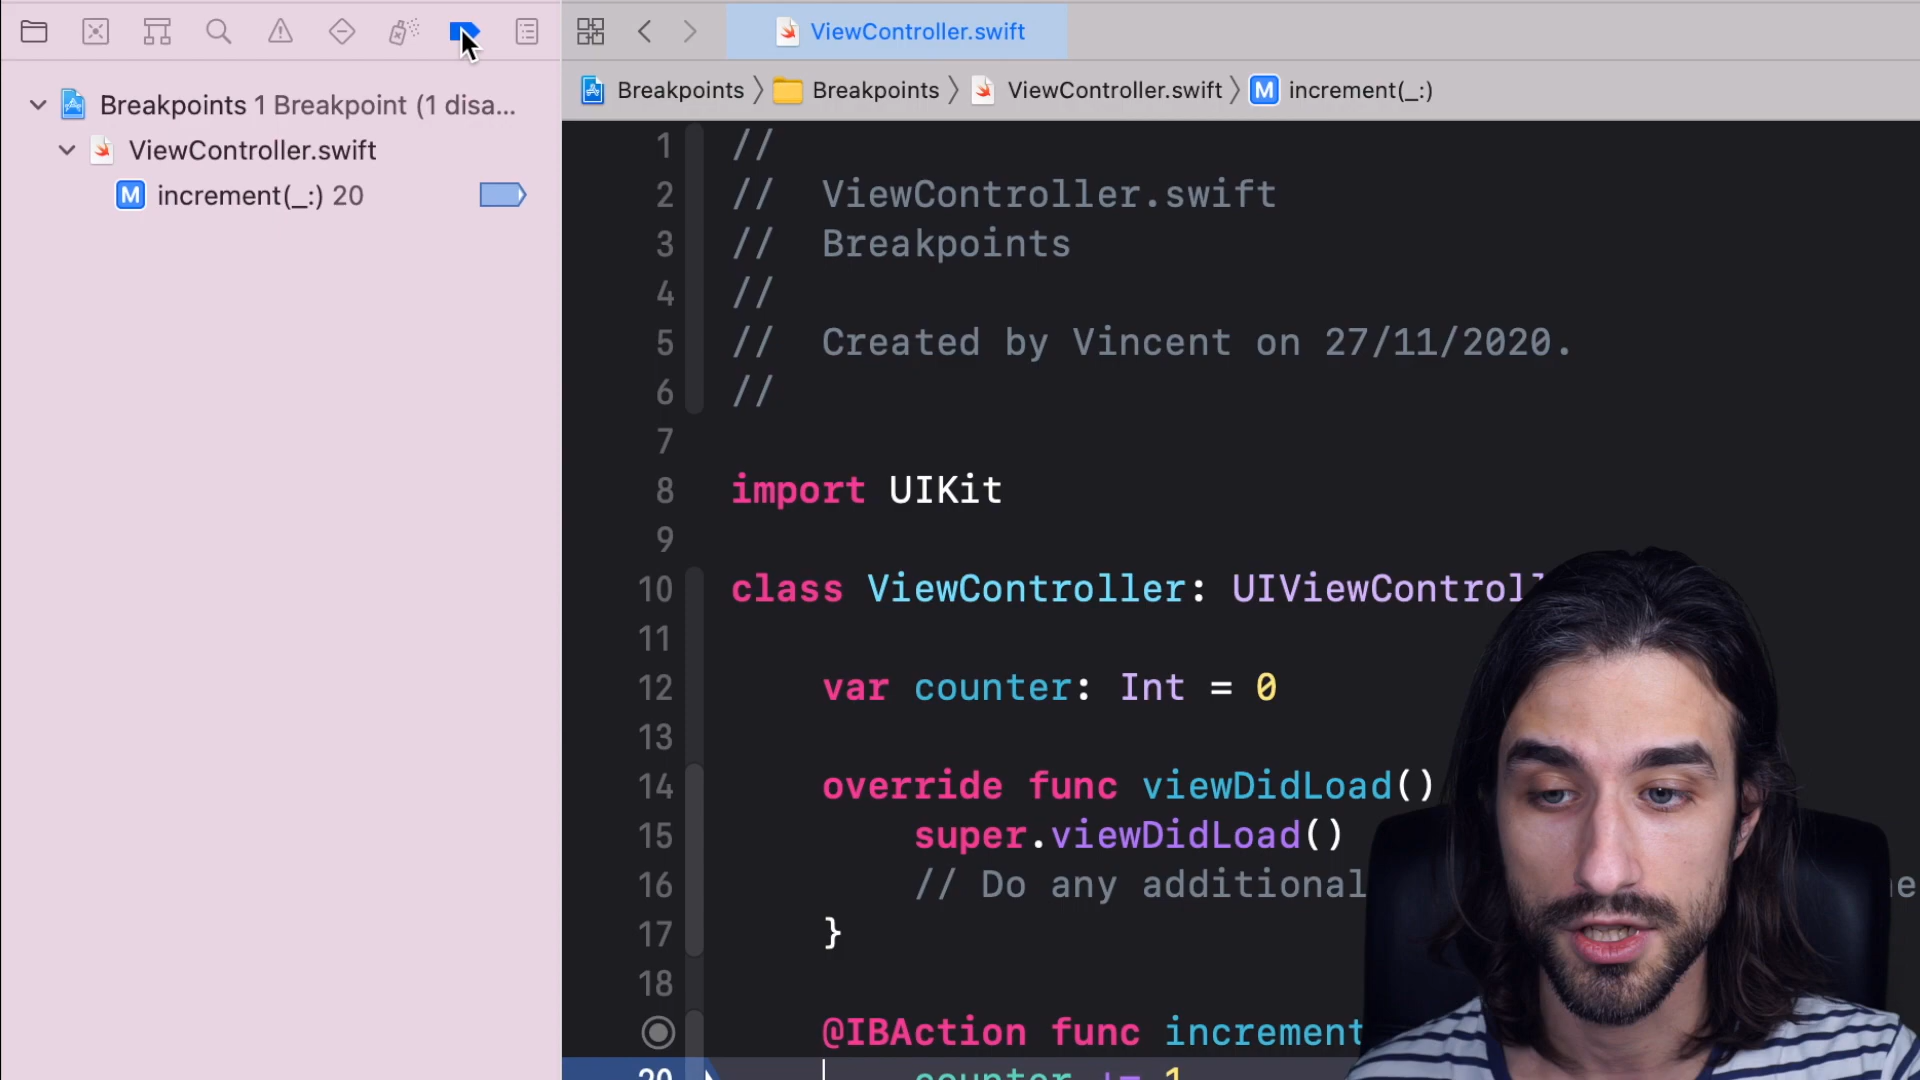 ViewController.swift
Breakpoints 1 Breakpoint (1 disa...
ViewController.swift
M increment(_:) 20
Breakpoints Breakpoints ViewController.swift M increment(_:)
1 //
2 // ViewController.swift
3 // Breakpoints
4 //
5 // Created by Vincent on 27/11/2020.
6 //
7
8 import UIKit
9
10 class ViewController: UIViewControl
11
12 var counter: Int = 0
13
14 override func viewDidLoad()
15 super.viewDidLoad()
16 // Do any additional
17 }
18
@IBAction func increment
20 counter += 1